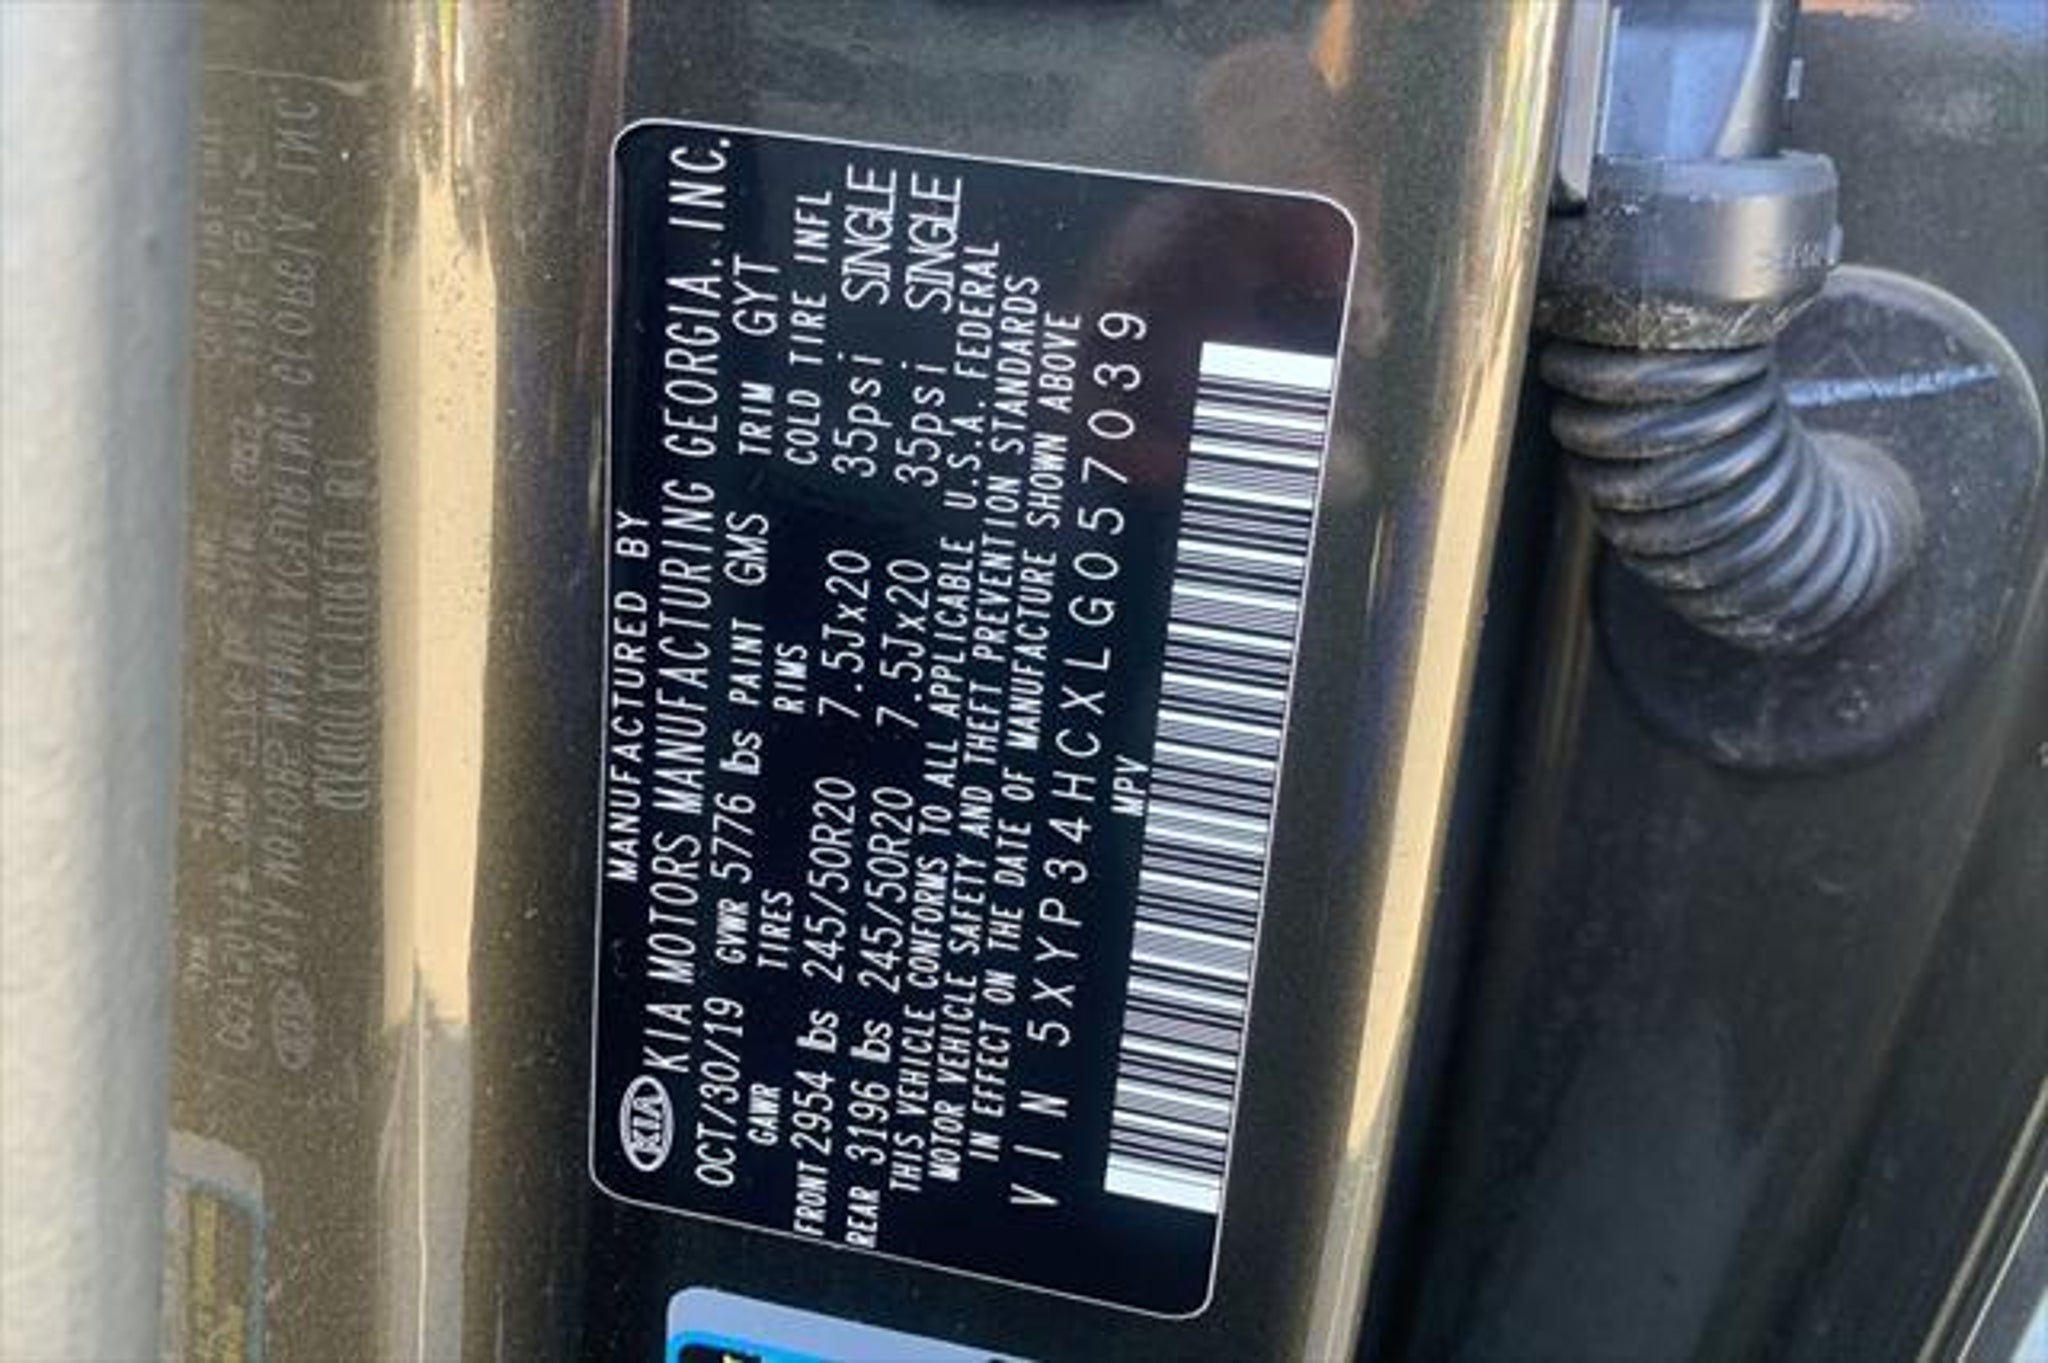 MANUFACTURED BY
KIA KIA MOTORS MANUFACTURING GEORGIA. INC.
OCT/30/19 GVWR 5776 lbs PAINT GMS TRIM GYT
GAWR TIRES RIMS COLD TIRE INFL
FRONT 2954 lbs 245/50R20 7.5Jx20 35psi SINGLE
REAR 3196 lbs 245/50R20 7.5Jx20 35psi SINGLE
THIS VEHICLE CONFORMS TO ALL APPLICABLE U.S.A. FEDERAL
MOTOR VEHICLE SAFETY AND THEFT PREVENTION STANDARDS
IN EFFECT ON THE DATE OF MANUFACTURE SHOWN ABOVE
VIN 5XYP34HCXLG057039
MPV